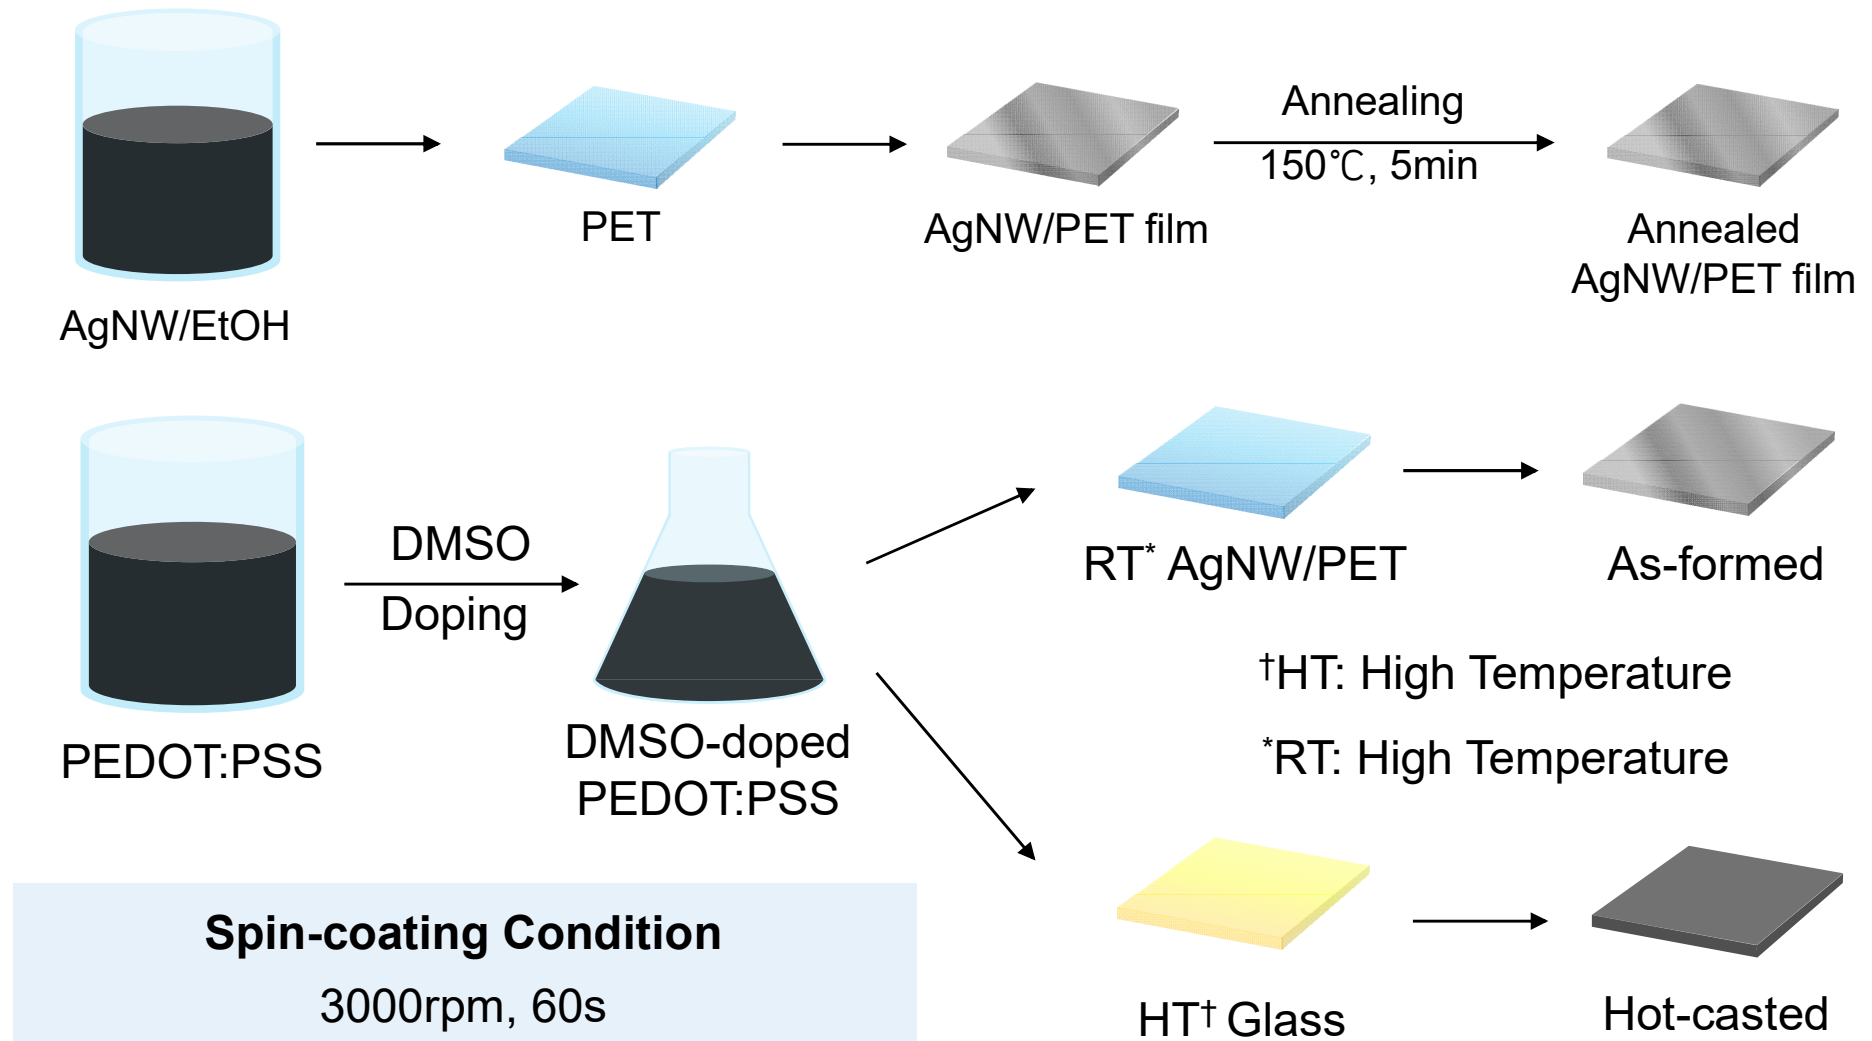 Annealing
150℃, 5min
PET
AgNW/PET film
Annealed
AgNW/PET film
AgNW/EtOH
DMSO
Doping
RT* AgNW/PET
As-formed
†HT: High Temperature
*RT: High Temperature
PEDOT:PSS
DMSO-doped
PEDOT:PSS
Spin-coating Condition
3000rpm, 60s
HT† Glass
Hot-casted